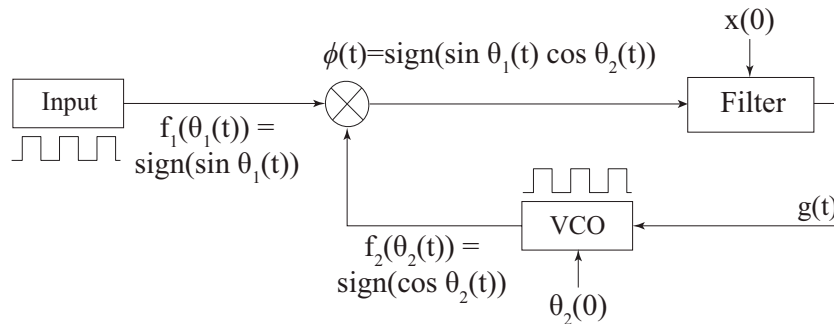 x(0)
ϕ(t)=sign(sin θ₁(t) cos θ₂(t))
Input
Filter
f₁(θ₁(t)) =
sign(sin θ₁(t))
VCO
g(t)
f₂(θ₂(t)) =
sign(cos θ₂(t))
θ₂(0)